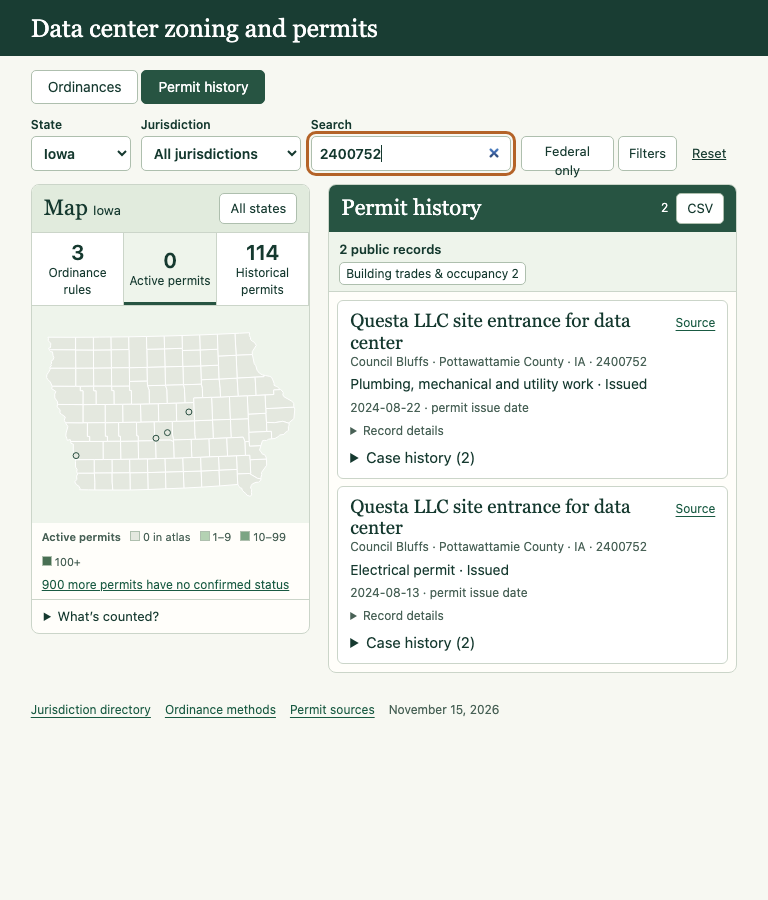 Data center zoning and permits
Ordinances
Permit history
State
Jurisdiction
Search
Iowa
All jurisdictions
2400752
Federal only
Filters
Reset
Map Iowa
All states
3
Ordinance rules
0
Active permits
114
Historical permits
Active permits
0 in atlas
1–9
10–99
100+
900 more permits have no confirmed status
What's counted?
Permit history
2
CSV
2 public records
Building trades & occupancy 2
Questa LLC site entrance for data center
Source
Council Bluffs · Pottawattamie County · IA · 2400752
Plumbing, mechanical and utility work · Issued
2024-08-22 · permit issue date
Record details
Case history (2)
Questa LLC site entrance for data center
Source
Council Bluffs · Pottawattamie County · IA · 2400752
Electrical permit · Issued
2024-08-13 · permit issue date
Record details
Case history (2)
Jurisdiction directory
Ordinance methods
Permit sources
November 15, 2026